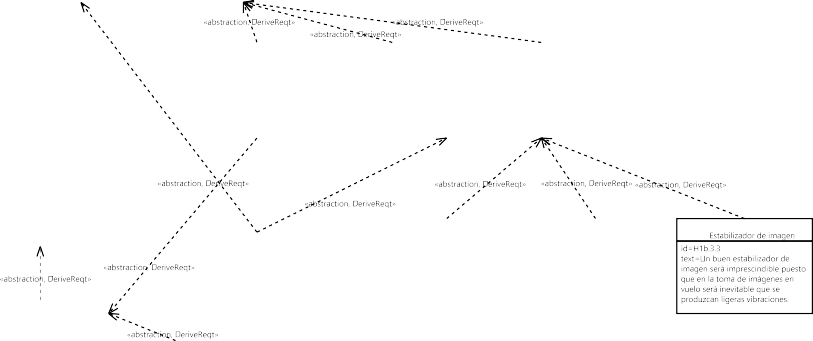 «abstraction, DeriveReqt»
«abstraction, DeriveReqt»
«abstraction, DeriveReqt»
«abstraction, DeriveReqt»
«abstraction, DeriveReqt»
«abstraction, DeriveReqt»
«abstraction, DeriveReqt»
«abstraction, DeriveReqt»
«abstraction, DeriveReqt»
Estabilizador de imagen
id=H1b.3.3
text=Un buen estabilizador de
imagen será imprescindible puesto
que en la toma de imágenes en
vuelo será inevitable que se
produzcan ligeras vibraciones.
«abstraction, DeriveReqt»
«abstraction, DeriveReqt»
«abstraction, DeriveReqt»